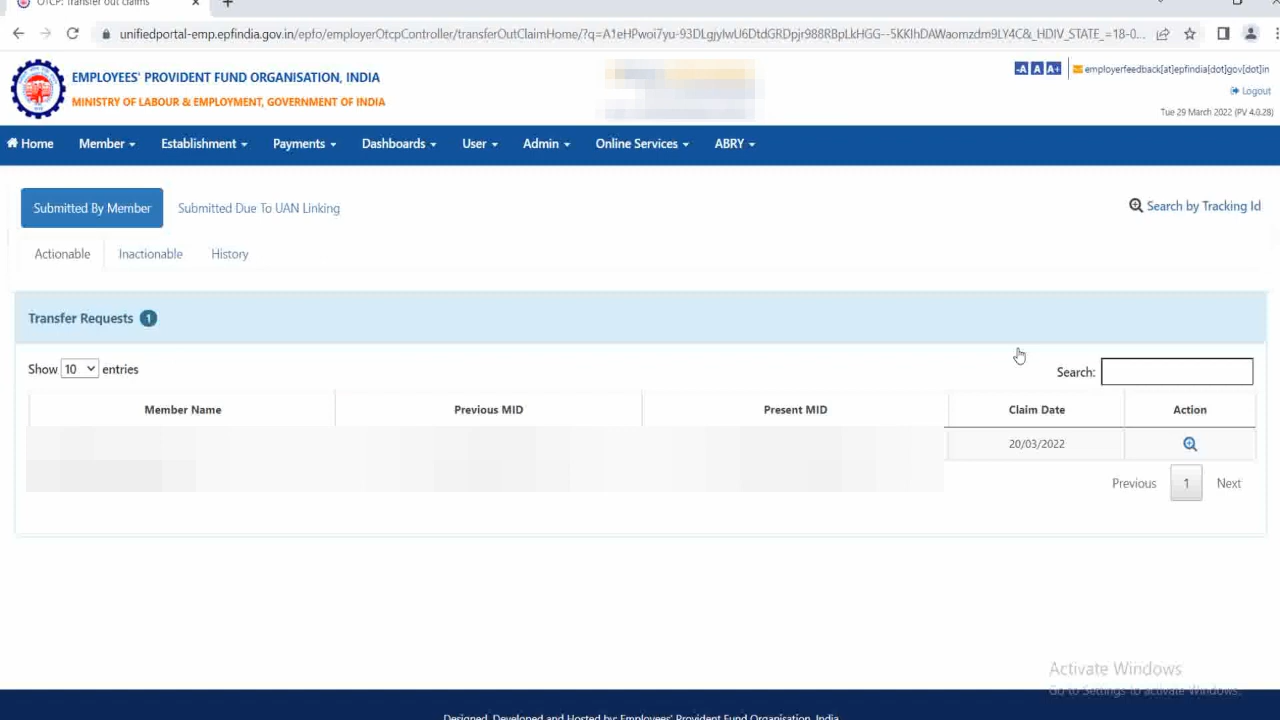 OTCP: Transfer out claims
unifiedportal-emp.epfindia.gov.in/epfo/employerOtcpController/transferOutClaimHome/?q=A1eHPwoi7yu-93DLgjylwU6DtdGRDpjr988RBpLkHGG--5KKIhDAWaomzdm9LY4C&_HDIV_STATE_=18-0...
EMPLOYEES' PROVIDENT FUND ORGANISATION, INDIA
MINISTRY OF LABOUR & EMPLOYMENT, GOVERNMENT OF INDIA
-A A A+ employerfeedback[at]epfindia[dot]gov[dot]in
Logout
Tue 29 March 2022 (PV 4.0.28)
Home Member Establishment Payments Dashboards User Admin Online Services ABRY
Submitted By Member Submitted Due To UAN Linking Search by Tracking Id
Actionable Inactionable History
Transfer Requests 1
Show 10 entries Search:
Member Name Previous MID Present MID Claim Date Action
20/03/2022
Previous 1 Next
Activate Windows
Go to Settings to activate Windows.
Designed, Developed and Hosted by: Employees' Provident Fund Organisation, India